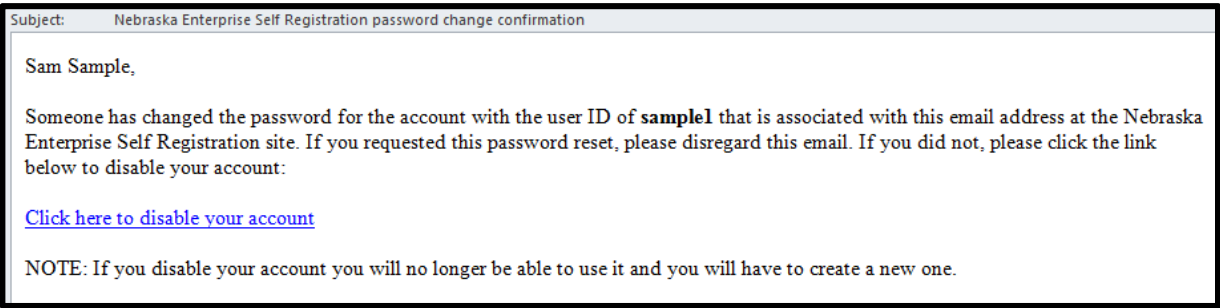 Subject: Nebraska Enterprise Self Registration password change confirmation
Sam Sample,
Someone has changed the password for the account with the user ID of sample1 that is associated with this email address at the Nebraska
Enterprise Self Registration site. If you requested this password reset, please disregard this email. If you did not, please click the link
below to disable your account:
Click here to disable your account
NOTE: If you disable your account you will no longer be able to use it and you will have to create a new one.